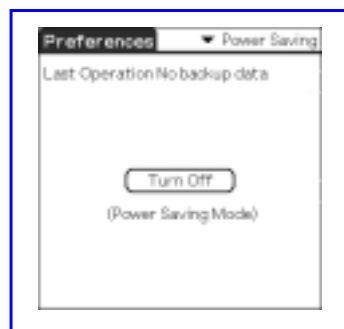 Preferences ▼ Power Saving
Last Operation No backup data
Turn Off
(Power Saving Mode)